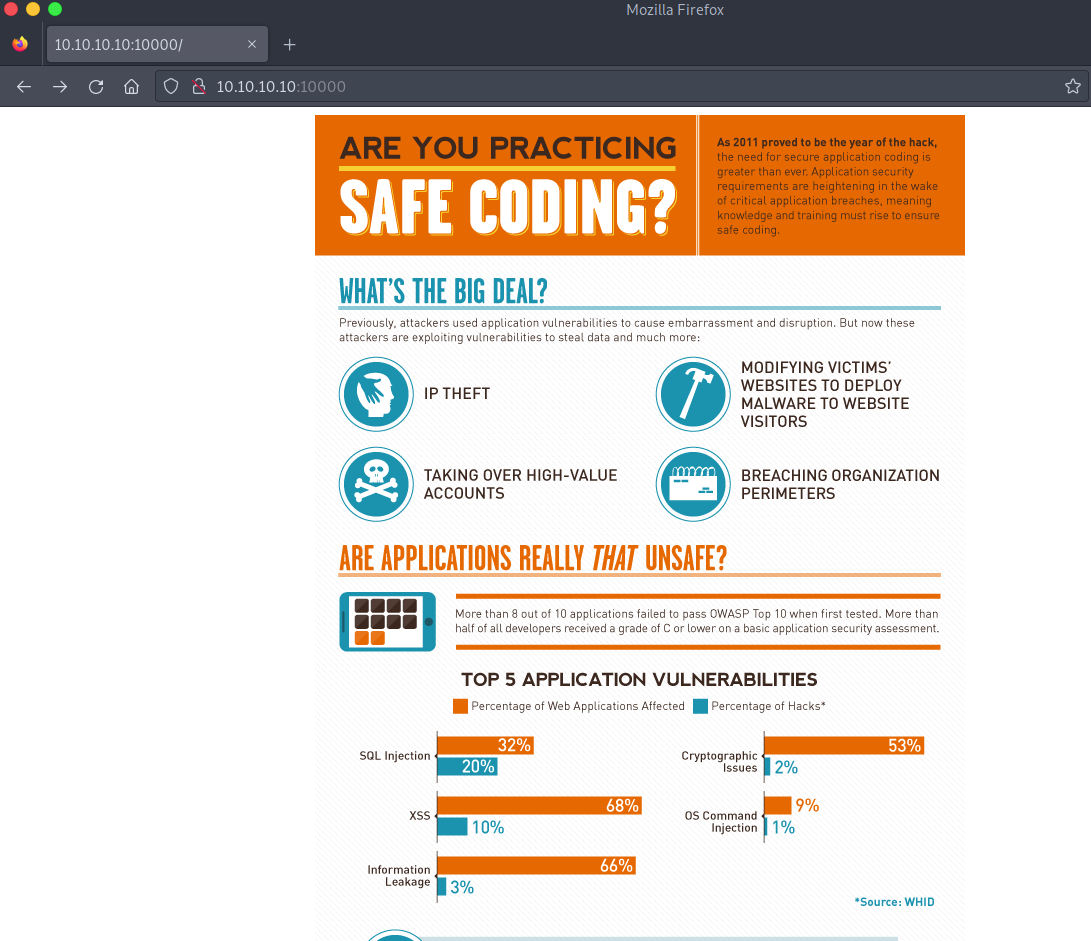 Mozilla Firefox
10.10.10.10:10000/
10.10.10.10:10000
ARE YOU PRACTICING
SAFE CODING?
As 2011 proved to be the year of the hack,
the need for secure application coding is
greater than ever. Application security
requirements are heightening in the wake
of critical application breaches, meaning
knowledge and training must rise to ensure
safe coding.
WHAT'S THE BIG DEAL?
Previously, attackers used application vulnerabilities to cause embarrassment and disruption. But now these
attackers are exploiting vulnerabilities to steal data and much more:
IP THEFT
MODIFYING VICTIMS'
WEBSITES TO DEPLOY
MALWARE TO WEBSITE
VISITORS
TAKING OVER HIGH-VALUE
ACCOUNTS
BREACHING ORGANIZATION
PERIMETERS
ARE APPLICATIONS REALLY THAT UNSAFE?
More than 8 out of 10 applications failed to pass OWASP Top 10 when first tested. More than
half of all developers received a grade of C or lower on a basic application security assessment.
TOP 5 APPLICATION VULNERABILITIES
Percentage of Web Applications Affected
Percentage of Hacks*
SQL Injection
32%
20%
Cryptographic
Issues
53%
2%
XSS
68%
10%
OS Command
Injection
9%
1%
Information
Leakage
66%
3%
*Source: WHID